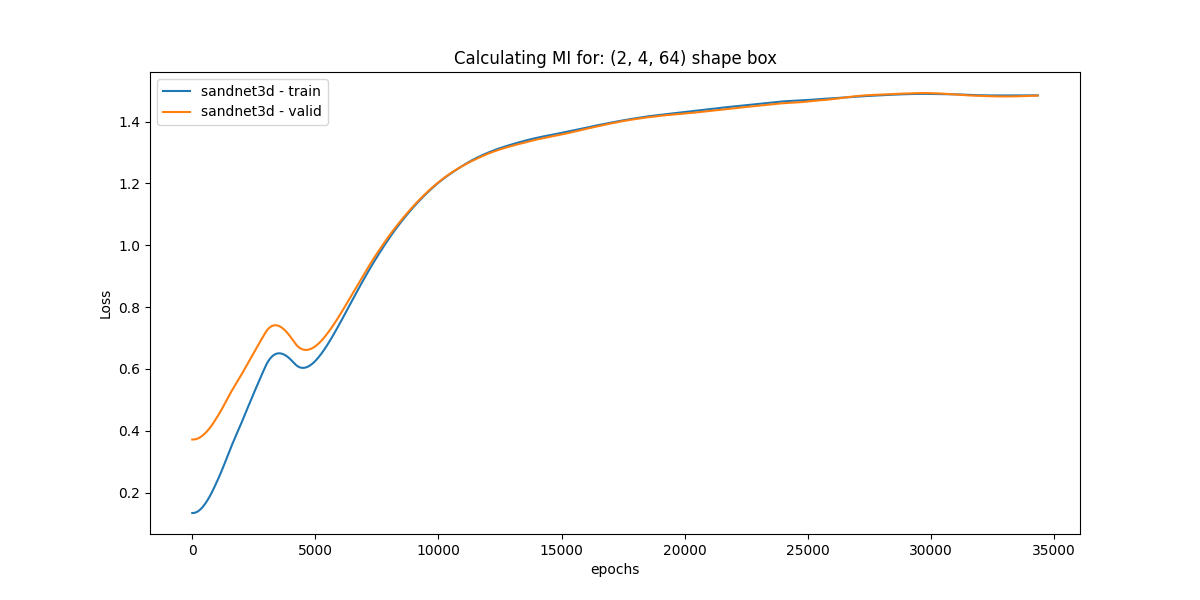 Calculating MI for: (2, 4, 64) shape box
sandnet3d - train
sandnet3d - valid
Loss
1.4
1.2
1.0
0.8
0.6
0.4
0.2
0 5000 10000 15000 20000 25000 30000 35000
epochs